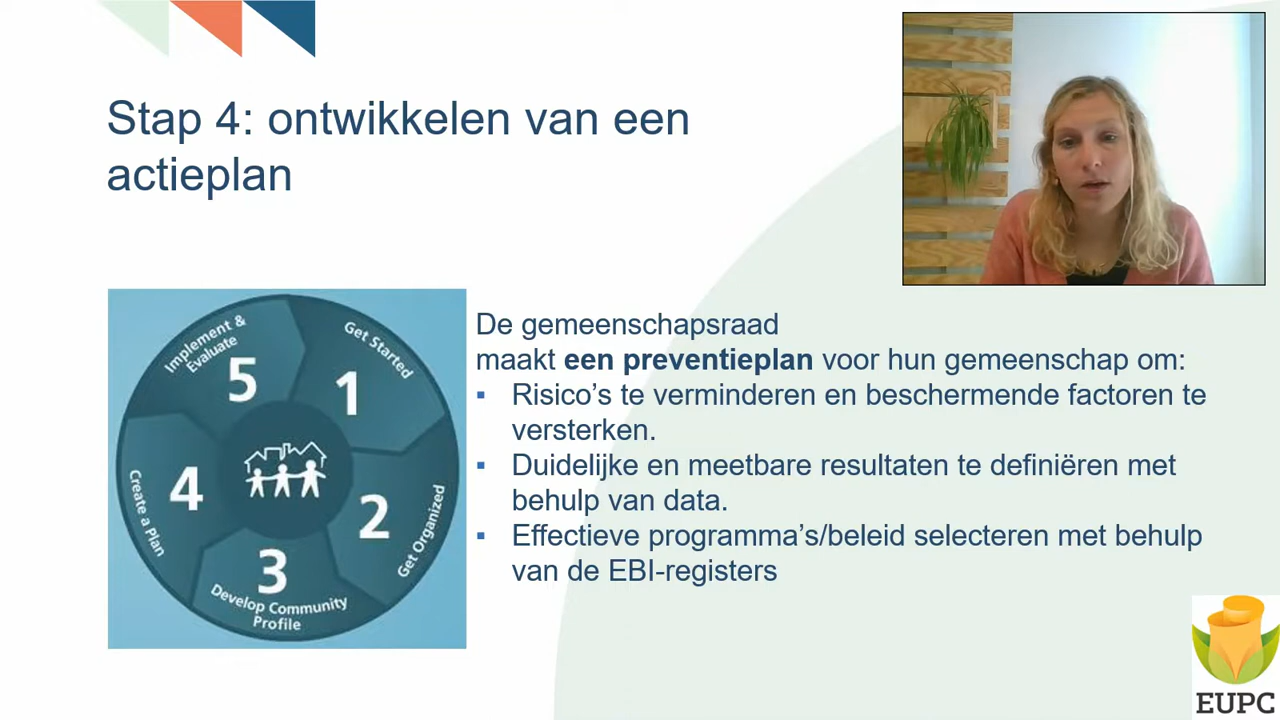 Stap 4: ontwikkelen van een
actieplan
Implement &
Evaluate
5
Get Started
1
4
Create a Plan
2
Get Organized
3
Develop Community
Profile
De gemeenschapsraad
maakt een preventieplan voor hun gemeenschap om:
▪ Risico’s te verminderen en beschermende factoren te
versterken.
▪ Duidelijke en meetbare resultaten te definiëren met
behulp van data.
▪ Effectieve programma’s/beleid selecteren met behulp
van de EBI-registers
EUPC